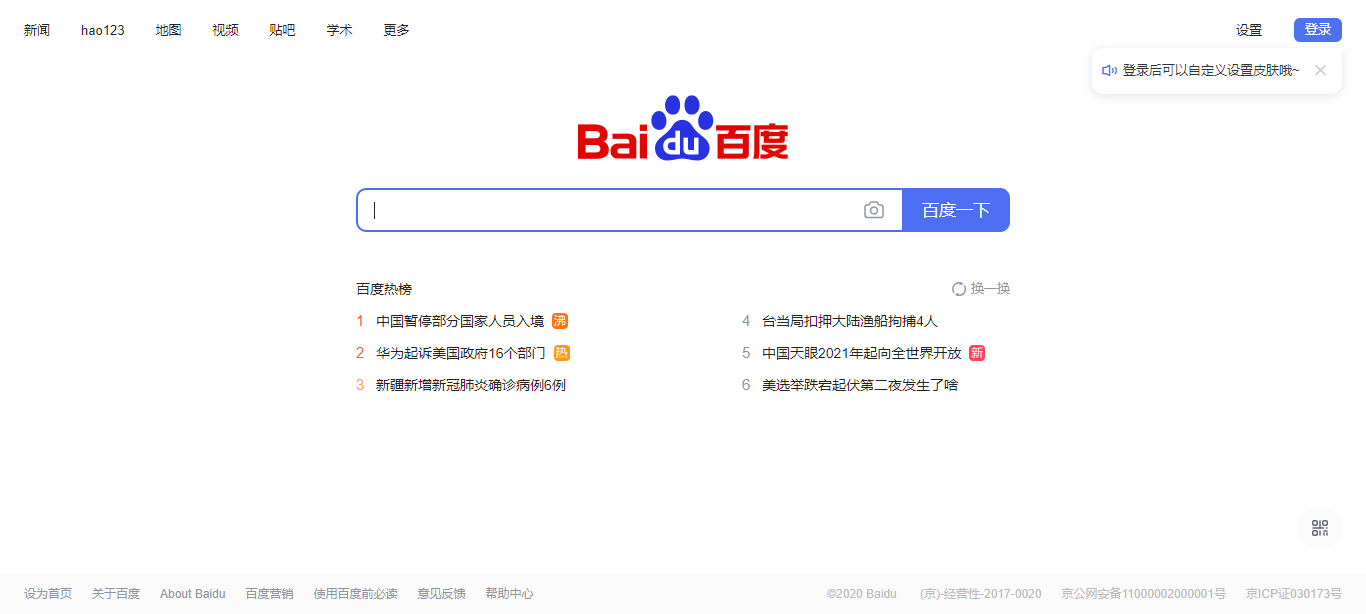 新闻 hao123 地图 视频 贴吧 学术 更多 设置 登录
登录后可以自定义设置皮肤哦~
Bai du 百度
百度一下
百度热榜 换一换
1 中国暂停部分国家人员入境 沸
4 台当局扣押大陆渔船拘捕4人
2 华为起诉美国政府16个部门 热
5 中国天眼2021年起向全世界开放 新
3 新疆新增新冠肺炎确诊病例6例
6 美选举跌宕起伏第二夜发生了啥
设为首页 关于百度 About Baidu 百度营销 使用百度前必读 意见反馈 帮助中心 ©2020 Baidu (京)-经营性-2017-0020 京公网安备11000002000001号 京ICP证030173号